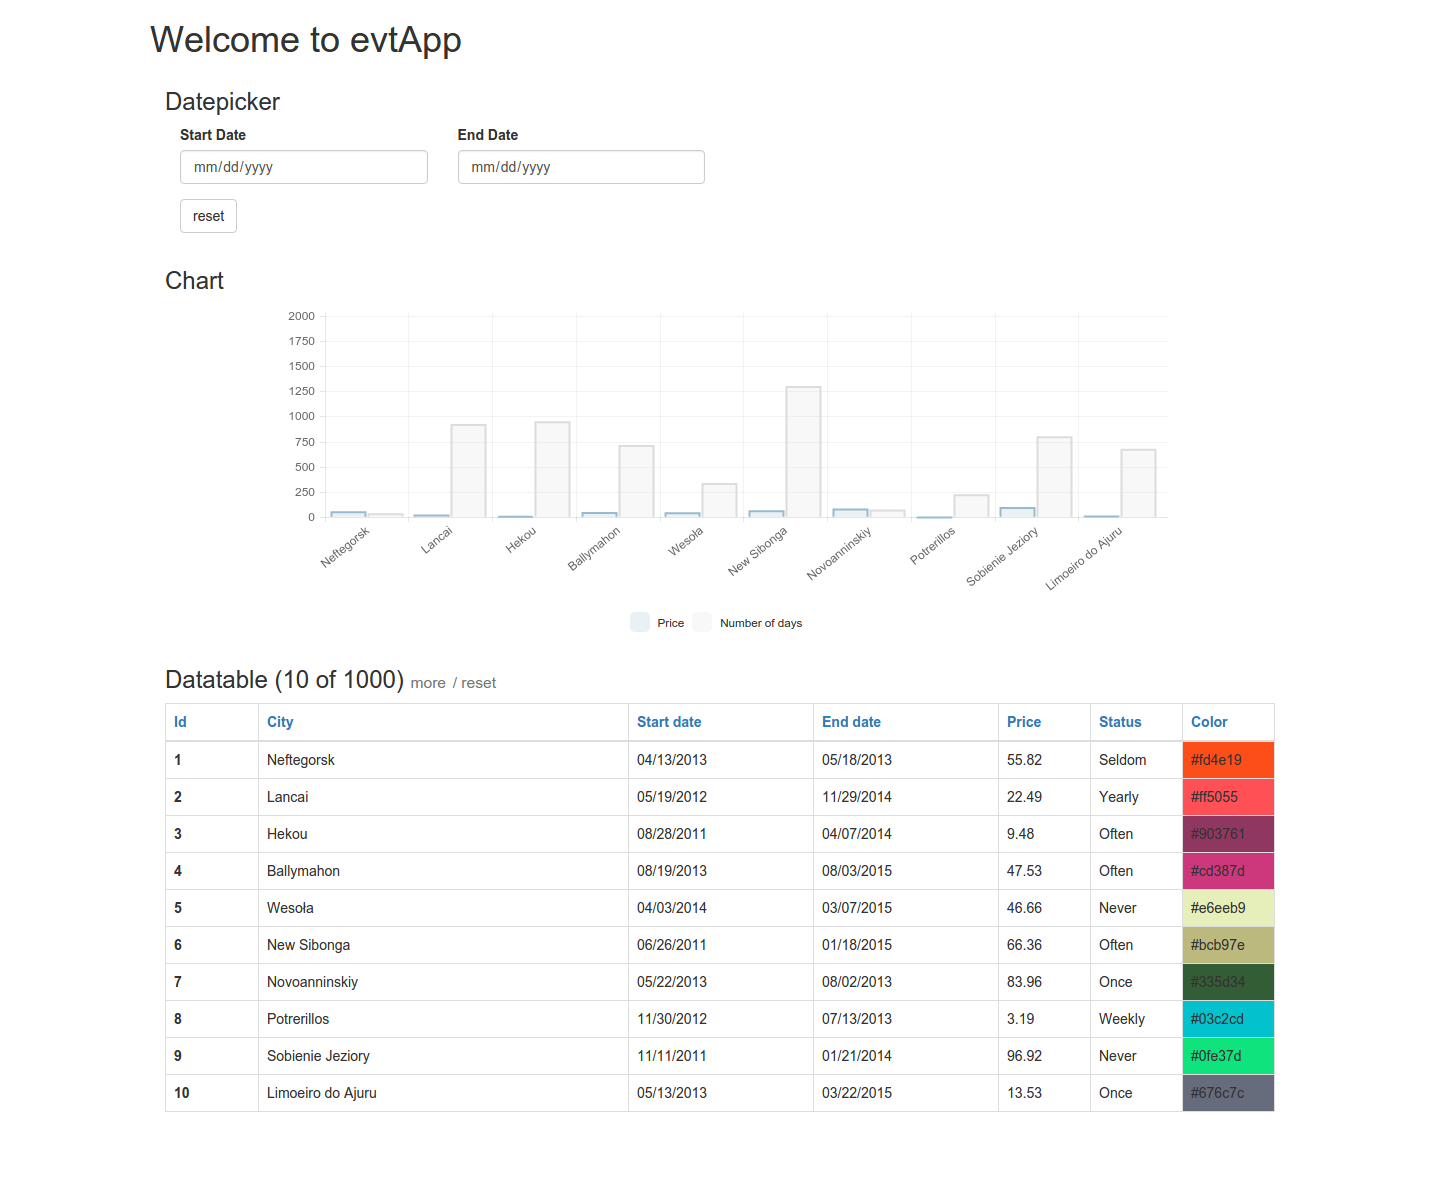 Welcome to evtApp
Datepicker
Start Date End Date
mm/dd/yyyy mm/dd/yyyy
reset
Chart
2000
1750
1500
1250
1000
750
500
250
0
Neftegorsk Lancai Hekou Ballymahon Wesoła New Sibonga Novoanninskiy Potrerillos Sobienie Jeziory Limoeiro do Ajuru
Price Number of days
Datatable (10 of 1000) more / reset
Id City Start date End date Price Status Color
1 Neftegorsk 04/13/2013 05/18/2013 55.82 Seldom #fd4e19
2 Lancai 05/19/2012 11/29/2014 22.49 Yearly #ff5055
3 Hekou 08/28/2011 04/07/2014 9.48 Often #903761
4 Ballymahon 08/19/2013 08/03/2015 47.53 Often #cd387d
5 Wesoła 04/03/2014 03/07/2015 46.66 Never #e6eeb9
6 New Sibonga 06/26/2011 01/18/2015 66.36 Often #bcb97e
7 Novoanninskiy 05/22/2013 08/02/2013 83.96 Once #335d34
8 Potrerillos 11/30/2012 07/13/2013 3.19 Weekly #03c2cd
9 Sobienie Jeziory 11/11/2011 01/21/2014 96.92 Never #0fe37d
10 Limoeiro do Ajuru 05/13/2013 03/22/2015 13.53 Once #676c7c